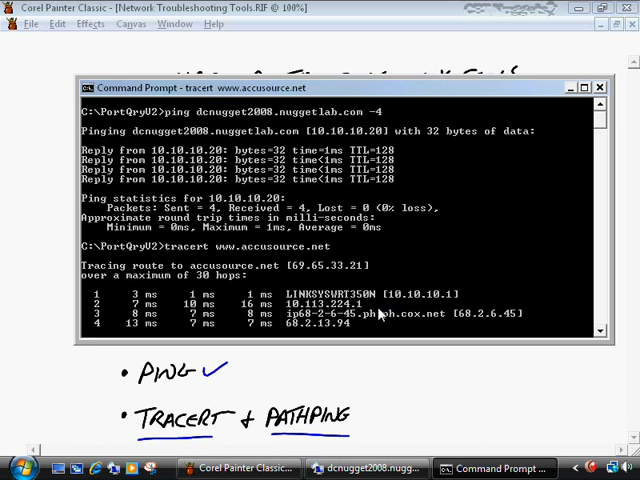 Corel Painter Classic - [Network Troubleshooting Tools.RIF @ 100%]
File Edit Effects Canvas Window Help
Command Prompt - tracert www.accusource.net
C:\PortQryV2>ping dcnugget2008.nuggetlab.com -4
Pinging dcnugget2008.nuggetlab.com [10.10.10.20] with 32 bytes of data:
Reply from 10.10.10.20: bytes=32 time=1ms TTL=128
Reply from 10.10.10.20: bytes=32 time<1ms TTL=128
Reply from 10.10.10.20: bytes=32 time<1ms TTL=128
Reply from 10.10.10.20: bytes=32 time<1ms TTL=128
Ping statistics for 10.10.10.20:
Packets: Sent = 4, Received = 4, Lost = 0 (0% loss),
Approximate round trip times in milli-seconds:
Minimum = 0ms, Maximum = 1ms, Average = 0ms
C:\PortQryV2>tracert www.accusource.net
Tracing route to accusource.net [69.65.33.21]
over a maximum of 30 hops:
1 3 ms 1 ms 1 ms LINKSYSWRT350N [10.10.10.1]
2 7 ms 10 ms 16 ms 10.113.224.1
3 8 ms 7 ms 8 ms ip68-2-6-45.ph.ph.cox.net [68.2.6.45]
4 13 ms 7 ms 7 ms 68.2.13.94
• PING ✓
• TRACERT & PATHPING
Corel Painter Classic... dcnugget2008.nugg... Command Prompt ... 8:56 PM